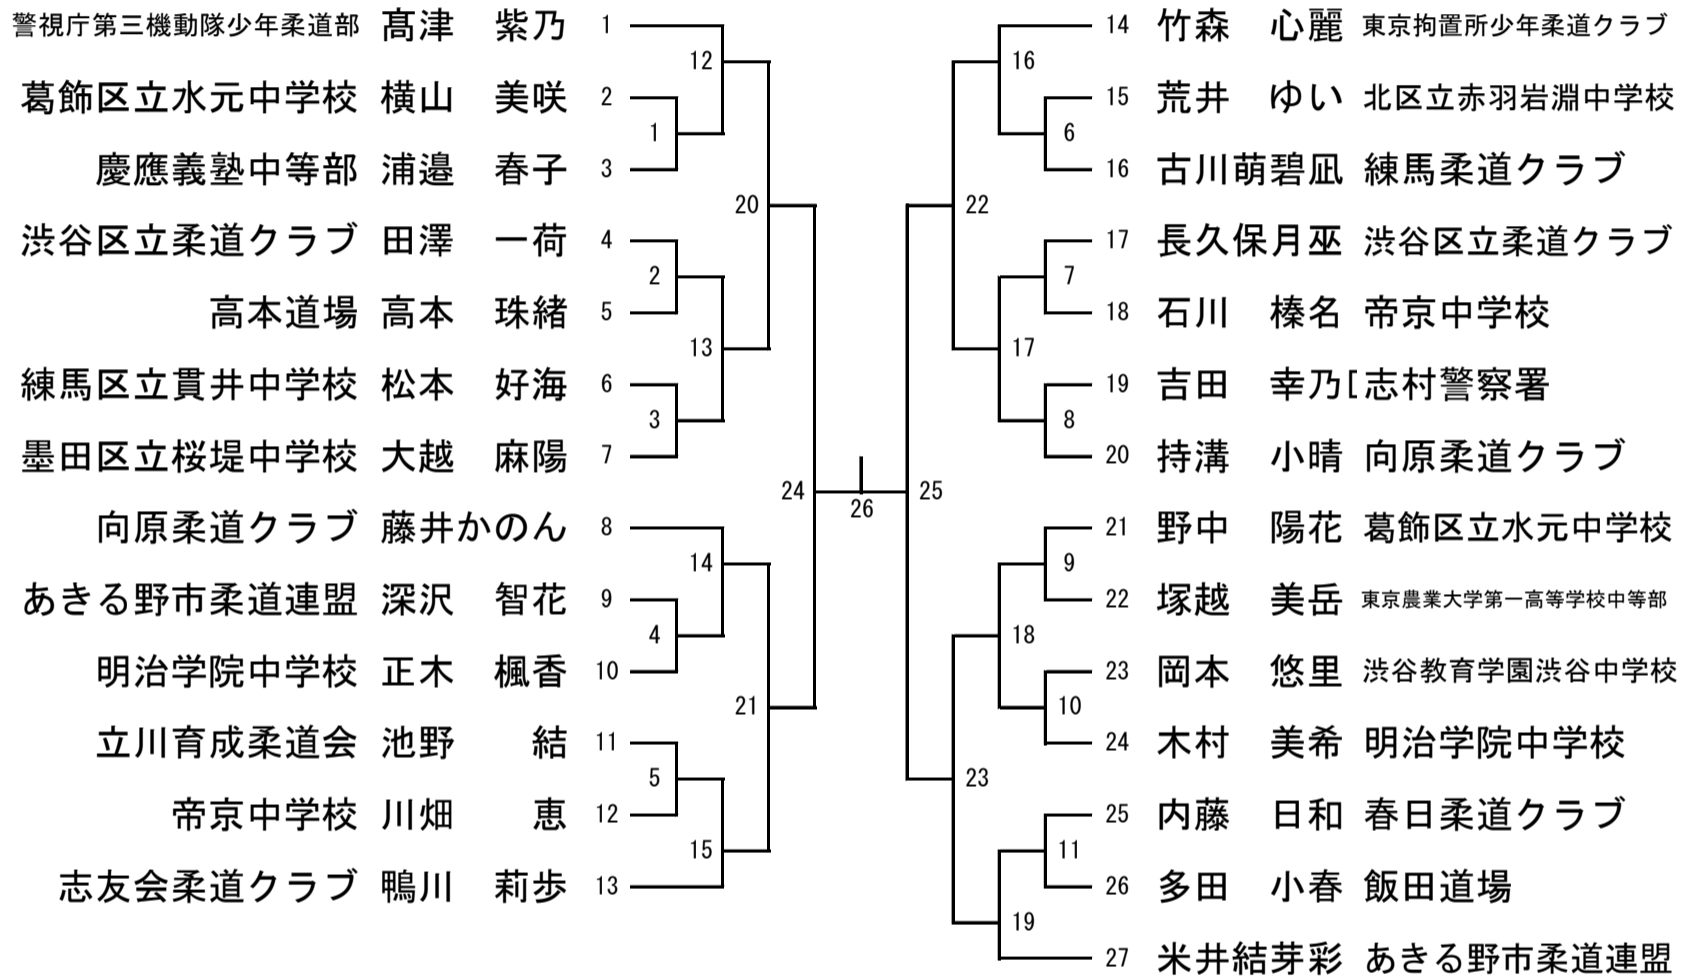 警視庁第三機動隊少年柔道部 髙津 紫乃 1
12
葛飾区立水元中学校 横山 美咲 2
1
慶應義塾中等部 浦邉 春子 3
20
渋谷区立柔道クラブ 田澤 一荷 4
2
高本道場 高本 珠緒 5
13
練馬区立貫井中学校 松本 好海 6
3
墨田区立桜堤中学校 大越 麻陽 7
24
向原柔道クラブ 藤井かのん 8
14
あきる野市柔道連盟 深沢 智花 9
4
明治学院中学校 正木 楓香 10
21
立川育成柔道会 池野 結 11
5
帝京中学校 川畑 恵 12
15
志友会柔道クラブ 鴨川 莉歩 13
26
14 竹森 心麗 東京拘置所少年柔道クラブ
16
15 荒井 ゆい 北区立赤羽岩淵中学校
6
16 古川萌碧凪 練馬柔道クラブ
22
17 長久保月巫 渋谷区立柔道クラブ
7
18 石川 榛名 帝京中学校
17
19 吉田 幸乃 志村警察署
8
20 持溝 小晴 向原柔道クラブ
25
21 野中 陽花 葛飾区立水元中学校
9
22 塚越 美岳 東京農業大学第一高等学校中等部
18
23 岡本 悠里 渋谷教育学園渋谷中学校
10
24 木村 美希 明治学院中学校
23
25 内藤 日和 春日柔道クラブ
11
26 多田 小春 飯田道場
19
27 米井結芽彩 あきる野市柔道連盟